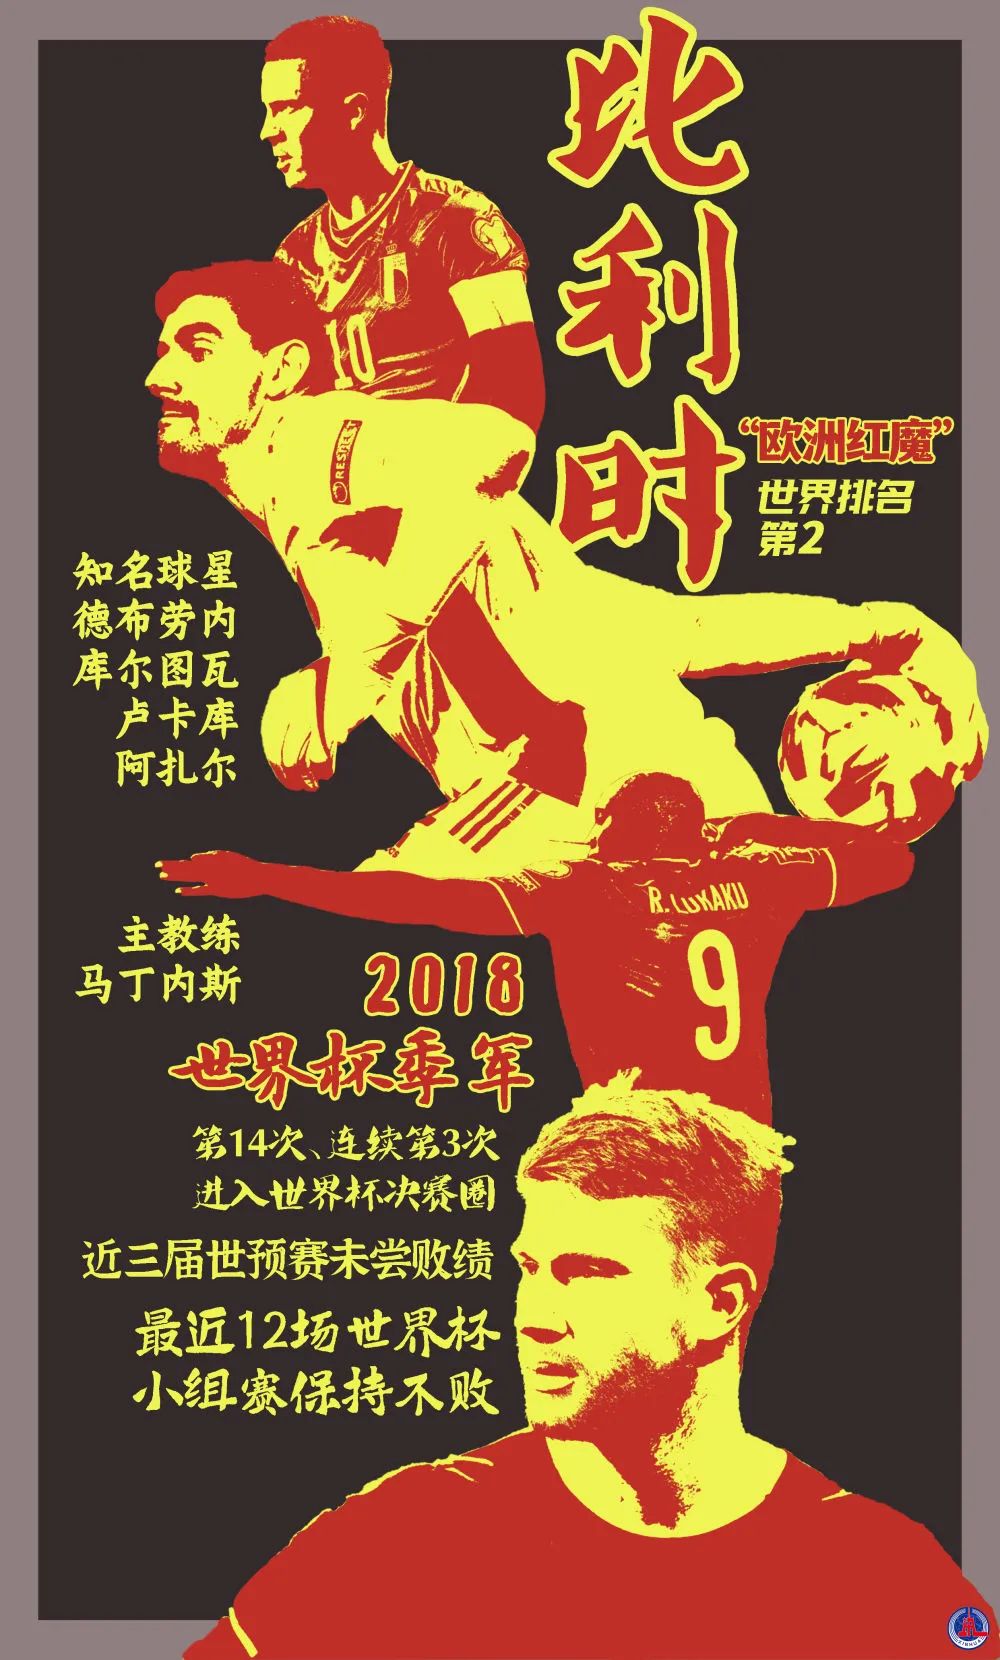 比利时
“欧洲红魔”
世界排名
第2
10
RESPECT
知名球星
德布劳内
库尔图瓦
卢卡库
阿扎尔
R. LUKAKU
9
主教练
马丁内斯
2018
世界杯季军
第14次、连续第3次
进入世界杯决赛圈
近三届世预赛未尝败绩
最近12场世界杯
小组赛保持不败